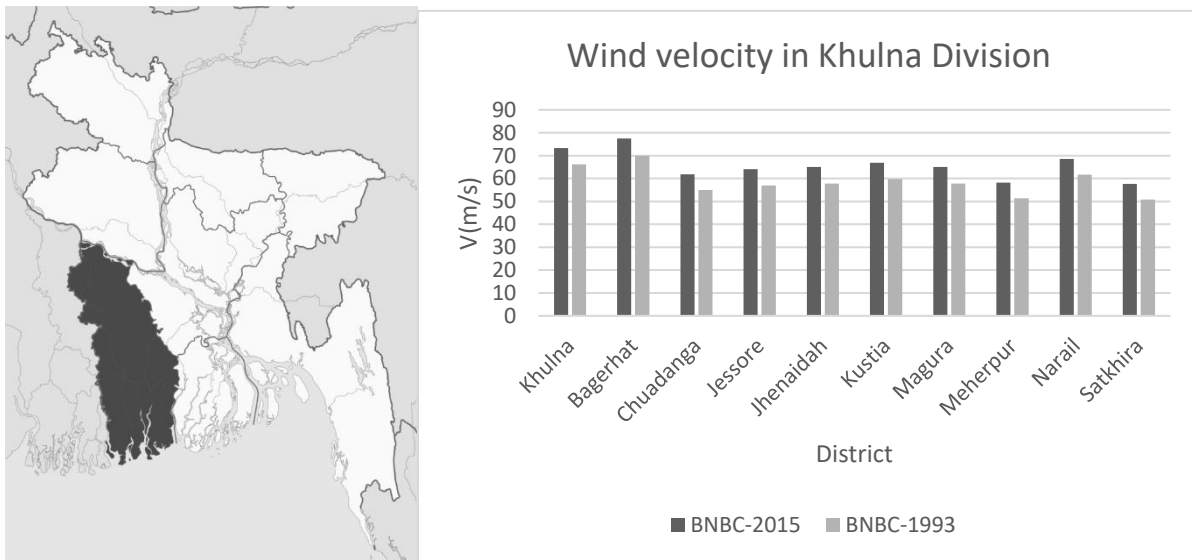 Wind velocity in Khulna Division
V(m/s)
90
80
70
60
50
40
30
20
10
0
Khulna
Bagerhat
Chuadanga
Jessore
Jhenaidah
Kustia
Magura
Meherpur
Narail
Satkhira
District
BNBC-2015 BNBC-1993